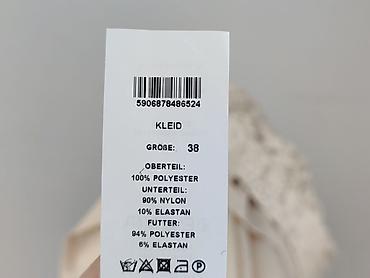 5906878486524
KLEID
GRÖßE: 38
OBERTEIL:
100% POLYESTER
UNTERTEIL:
90% NYLON
10% ELASTAN
FUTTER:
94% POLYESTER
6% ELASTAN